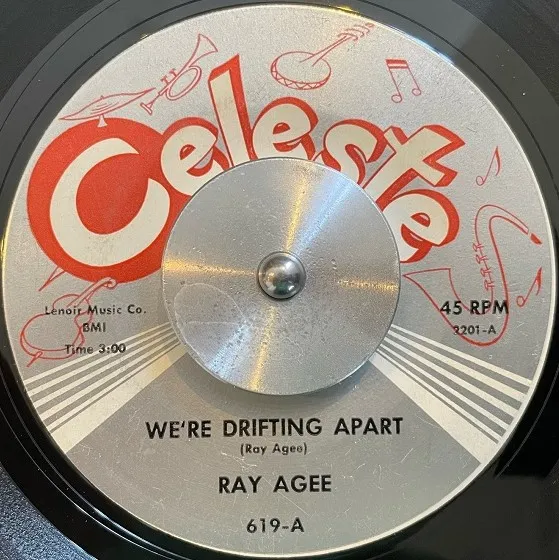 Celeste
Lenoir Music Co.
BMI
Time 3:00
45 RPM
2201-A
WE'RE DRIFTING APART
(Ray Agee)
RAY AGEE
619-A